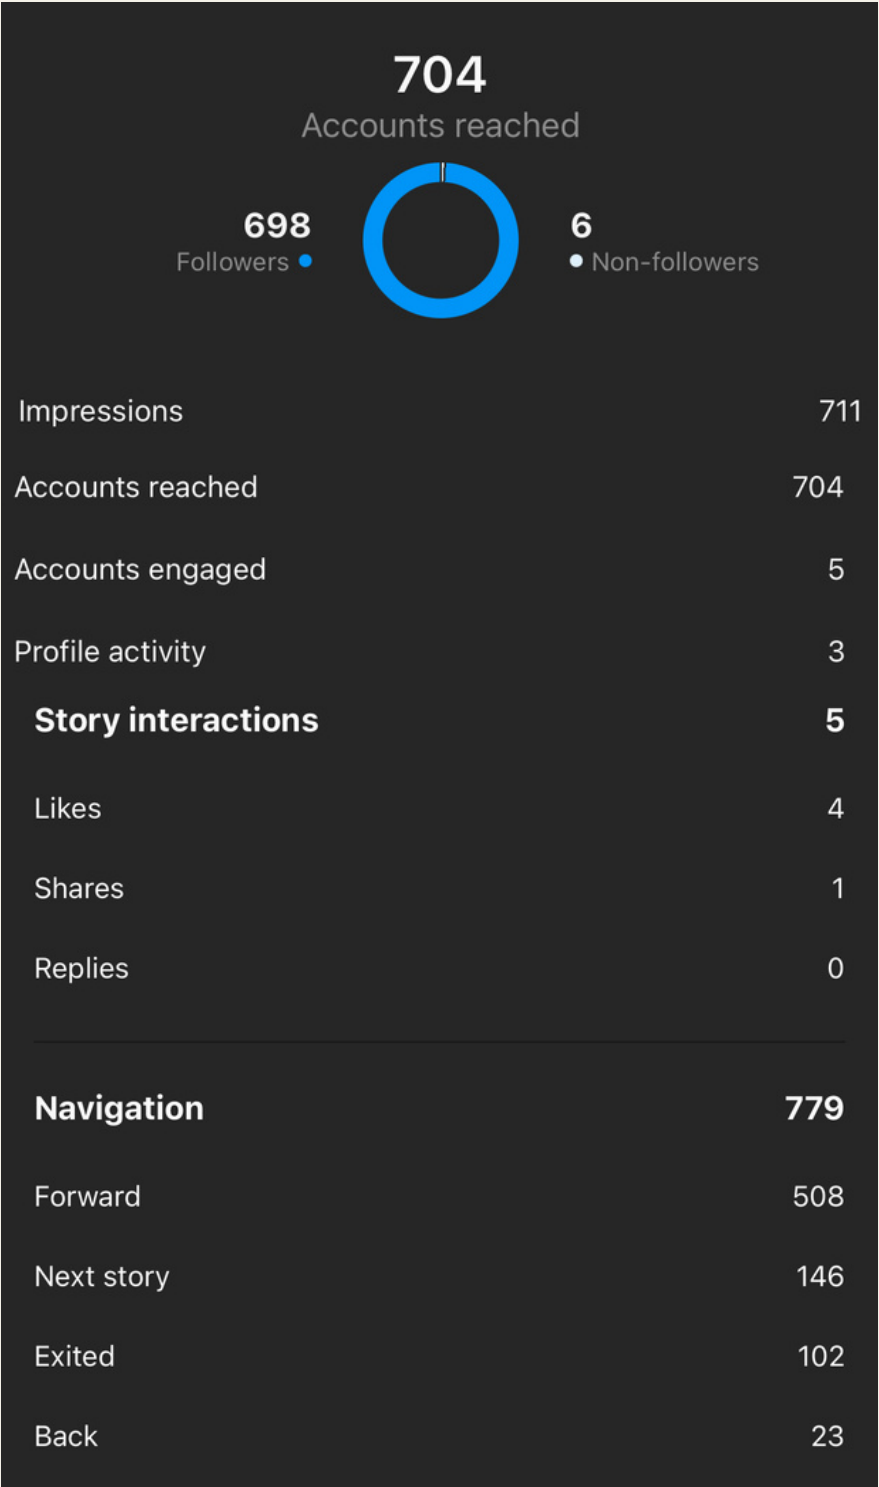 704
Accounts reached
698 6
Followers Non-followers
Impressions 711
Accounts reached 704
Accounts engaged 5
Profile activity 3
Story interactions 5
Likes 4
Shares 1
Replies 0
Navigation 779
Forward 508
Next story 146
Exited 102
Back 23